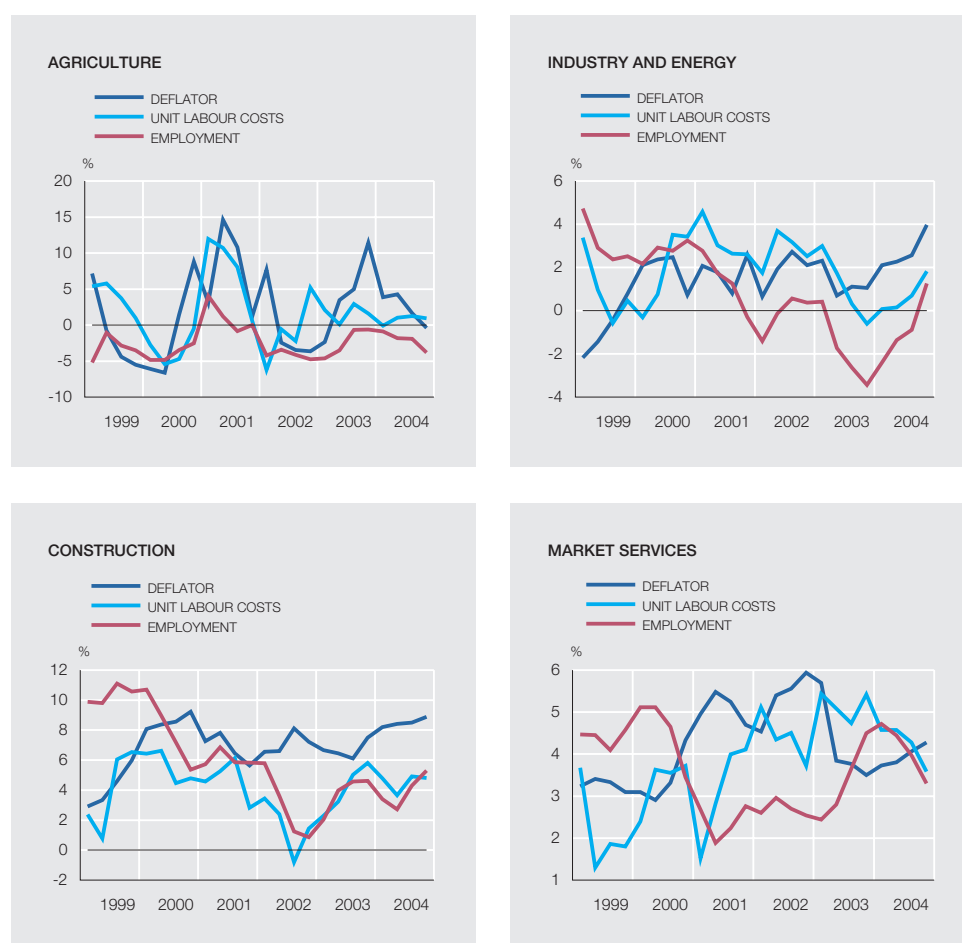 AGRICULTURE
DEFLATOR
UNIT LABOUR COSTS
EMPLOYMENT
%
20
15
10
5
0
-5
-10
1999 2000 2001 2002 2003 2004
INDUSTRY AND ENERGY
DEFLATOR
UNIT LABOUR COSTS
EMPLOYMENT
%
6
4
2
0
-2
-4
1999 2000 2001 2002 2003 2004
CONSTRUCTION
DEFLATOR
UNIT LABOUR COSTS
EMPLOYMENT
%
12
10
8
6
4
2
0
-2
1999 2000 2001 2002 2003 2004
MARKET SERVICES
DEFLATOR
UNIT LABOUR COSTS
EMPLOYMENT
%
6
5
4
3
2
1
1999 2000 2001 2002 2003 2004